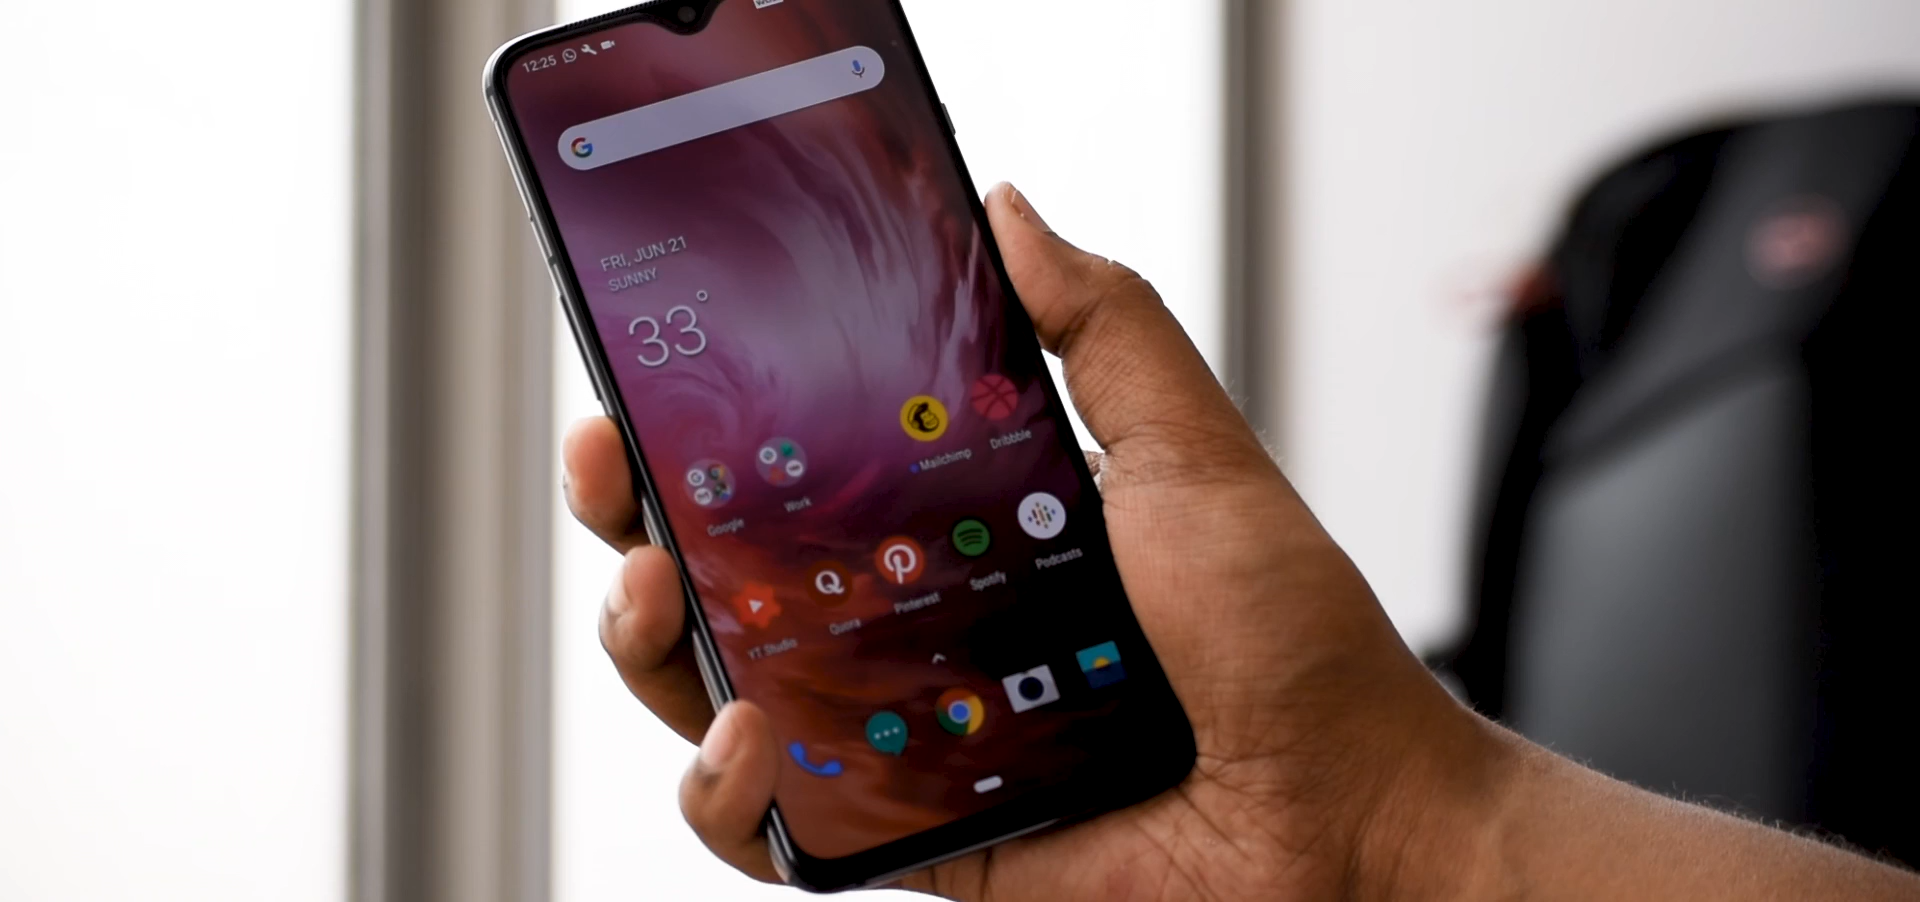 12:25
FRI, JUN 21
SUNNY
33°
Mailchimp
Dribbble
Google
Work
YT Studio
Quora
Pinterest
Spotify
Podcasts